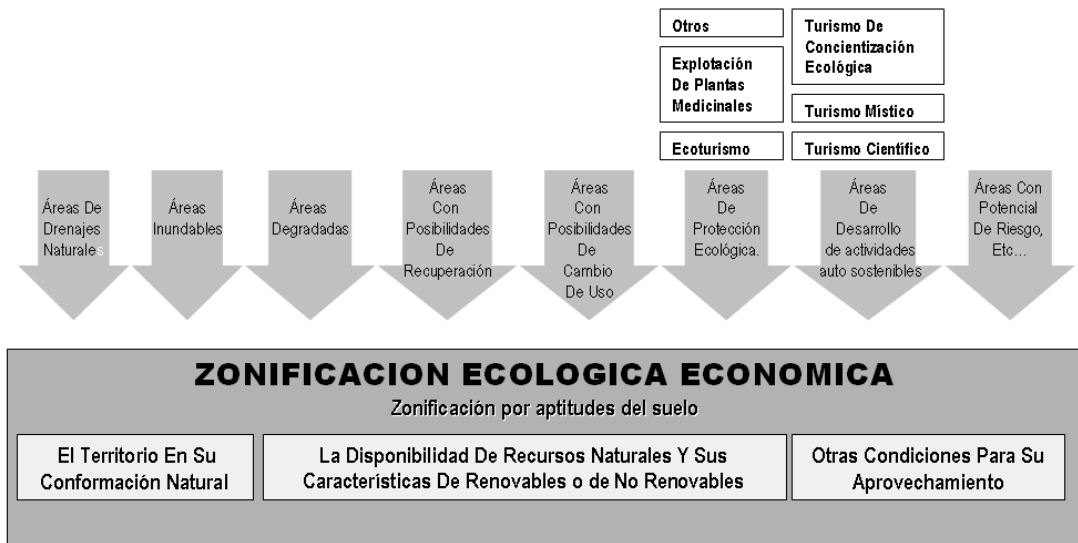 Otros
Explotación
De Plantas
Medicinales
Ecoturismo
Turismo De
Concientización
Ecológica
Turismo Místico
Turismo Científico
Áreas De
Drenajes
Naturales
Áreas
Inundables
Áreas
Degradadas
Áreas
Con
Posibilidades
De
Recuperación
Áreas
Con
Posibilidades
De
Cambio
De Uso
Áreas
De
Protección
Ecológica.
Áreas
De
Desarrollo
de actividades
auto sostenibles
Áreas Con
Potencial
De Riesgo,
Etc...
ZONIFICACION ECOLOGICA ECONOMICA
Zonificación por aptitudes del suelo
El Territorio En Su
Conformación Natural
La Disponibilidad De Recursos Naturales Y Sus
Características De Renovables o de No Renovables
Otras Condiciones Para Su
Aprovechamiento